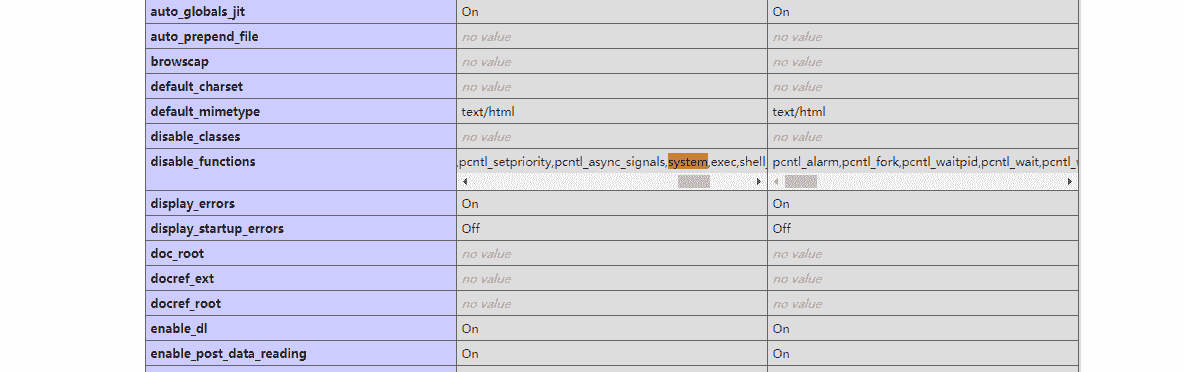 auto_globals_jit On On
auto_prepend_file no value no value
browscap no value no value
default_charset no value no value
default_mimetype text/html text/html
disable_classes no value no value
disable_functions ,pcntl_setpriority,pcntl_async_signals,system,exec,shell_ pcntl_alarm,pcntl_fork,pcntl_waitpid,pcntl_wait,pcntl_
display_errors On On
display_startup_errors Off Off
doc_root no value no value
docref_ext no value no value
docref_root no value no value
enable_dl On On
enable_post_data_reading On On